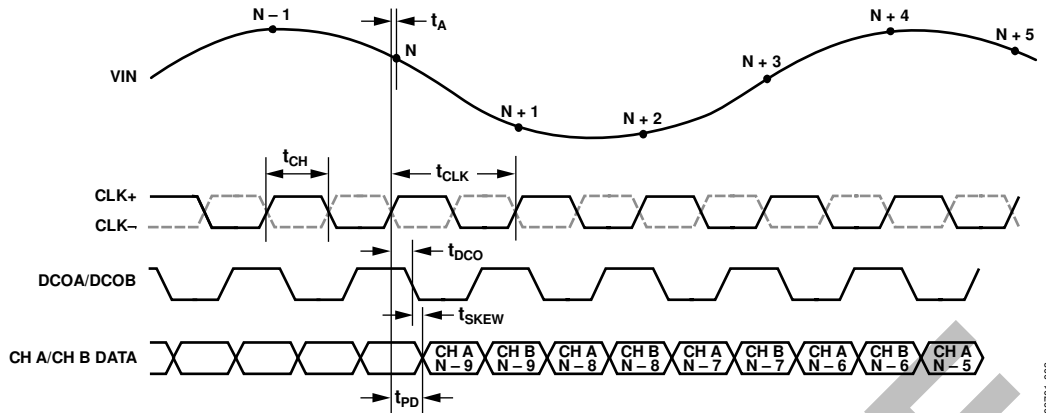 N – 1
t_A
N
N + 1
N + 2
N + 3
N + 4
N + 5
VIN
t_CH
t_CLK
CLK+
CLK–
t_DCO
DCOA/DCOB
t_SKEW
CH A/CH B DATA
CH A N – 9
CH B N – 9
CH A N – 8
CH B N – 8
CH A N – 7
CH B N – 7
CH A N – 6
CH B N – 6
CH A N – 5
t_PD